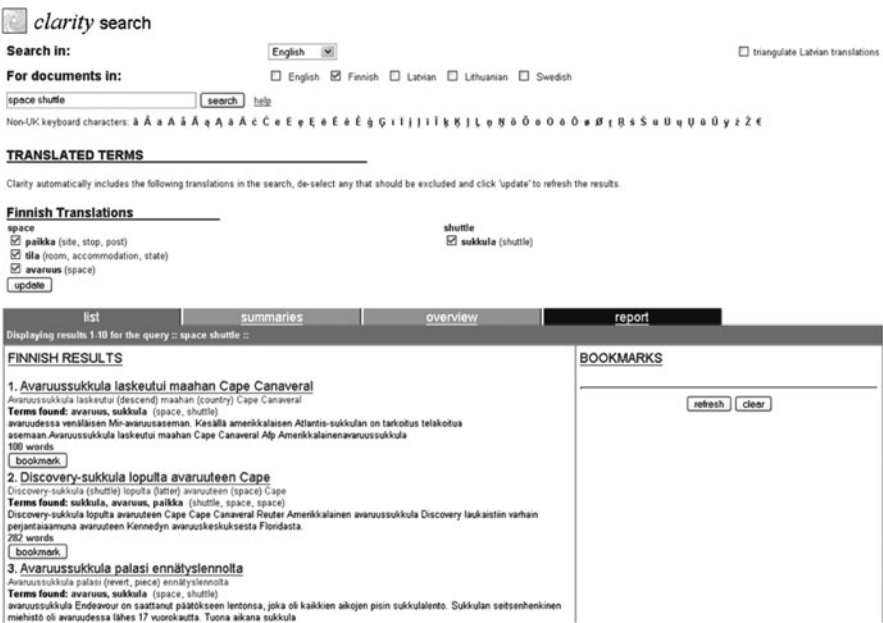 clarity search
Search in: English triangulate Latvian translations
For documents in: English Finnish Latvian Lithuanian Swedish
space shuttle search help
Non-UK keyboard characters:
TRANSLATED TERMS
Clarity automatically includes the following translations in the search, de-select any that should be excluded and click 'update' to refresh the results.
Finnish Translations
space shuttle
paikka (site, stop, post) sukkula (shuttle)
tila (room, accommodation, state)
avaruus (space)
update
list summaries overview report
Displaying results 1-10 for the query :: space shuttle ::
FINNISH RESULTS BOOKMARKS
refresh clear
1. Avaruussukkula laskeutui maahan Cape Canaveral
Avaruussukkula laskeutui (descend) maahan (country) Cape Canaveral
Terms found: avaruus, sukkula (space, shuttle)
avaruudessa venäläisen Mir-avaruusaseman. Kesällä amerikkalaisen Atlantis-sukkulan on tarkoitus telakoitua
asemaan.Avaruussukkula laskeutui maahan Cape Canaveral Afp Amerikkalainenavaruussukkula
100 words
bookmark
2. Discovery-sukkula lopulta avaruuteen Cape
Discovery-sukkula (shuttle) lopulta (latter) avaruuteen (space) Cape
Terms found: sukkula, avaruus, paikka (shuttle, space, space)
Discovery-sukkula lopulta avaruuteen Cape Cape Canaveral Reuter Amerikkalainen avaruussukkula Discovery laukaistiin varhain
perjantaiaamuna avaruuteen Kennedyn avaruuskeskuksesta Floridasta.
282 words
bookmark
3. Avaruussukkula palasi ennätyslennolta
Avaruussukkula palasi (revert, piece) ennätyslennolta
Terms found: avaruus, sukkula (space, shuttle)
avaruussukkula Endeavour on saattanut päätökseen lentonsa, joka oli kaikkien aikojen pisin sukkulalento. Sukkulan seitsenhenkinen
miehistö oli avaruudessa lähes 17 vuorokautta. Tuona aikana sukkula